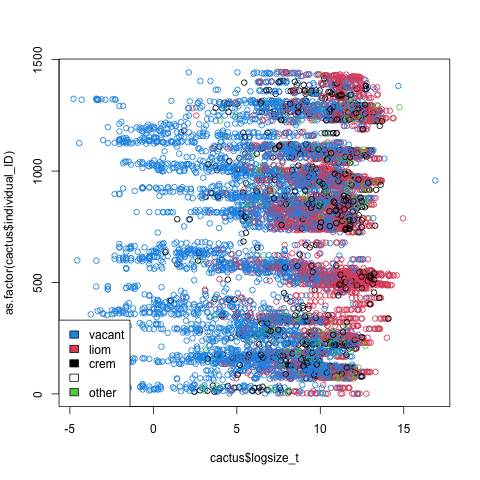 1500
1000
500
0
as.factor(cactus$individual_ID)
vacant
liom
crem
other
-5 0 5 10 15
cactus$logsize_t